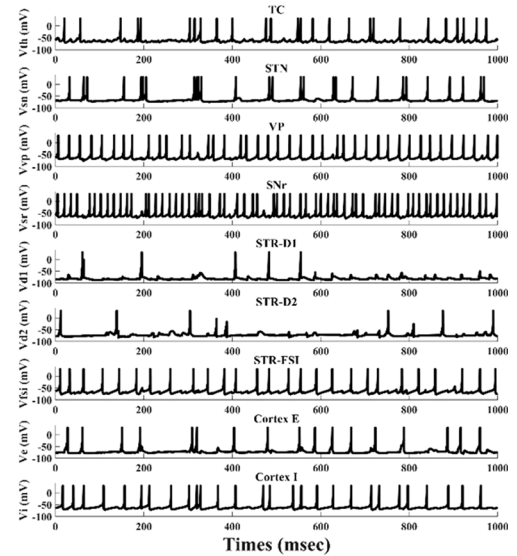 TC
Vth (mV)
0
-50
-100
0 200 400 600 800 1000
STN
Vsn (mV)
0
-50
-100
0 200 400 600 800 1000
VP
Vvp (mV)
0
-50
-100
0 200 400 600 800 1000
SNr
Vsr (mV)
0
-50
-100
0 200 400 600 800 1000
STR-D1
Vd1 (mV)
0
-50
-100
0 200 400 600 800 1000
STR-D2
Vd2 (mV)
0
-50
-100
0 200 400 600 800 1000
STR-FSI
Vfsi (mV)
0
-50
-100
0 200 400 600 800 1000
Cortex E
Ve (mV)
0
-50
-100
0 200 400 600 800 1000
Cortex I
Vi (mV)
0
-50
-100
0 200 400 600 800 1000
Times (msec)